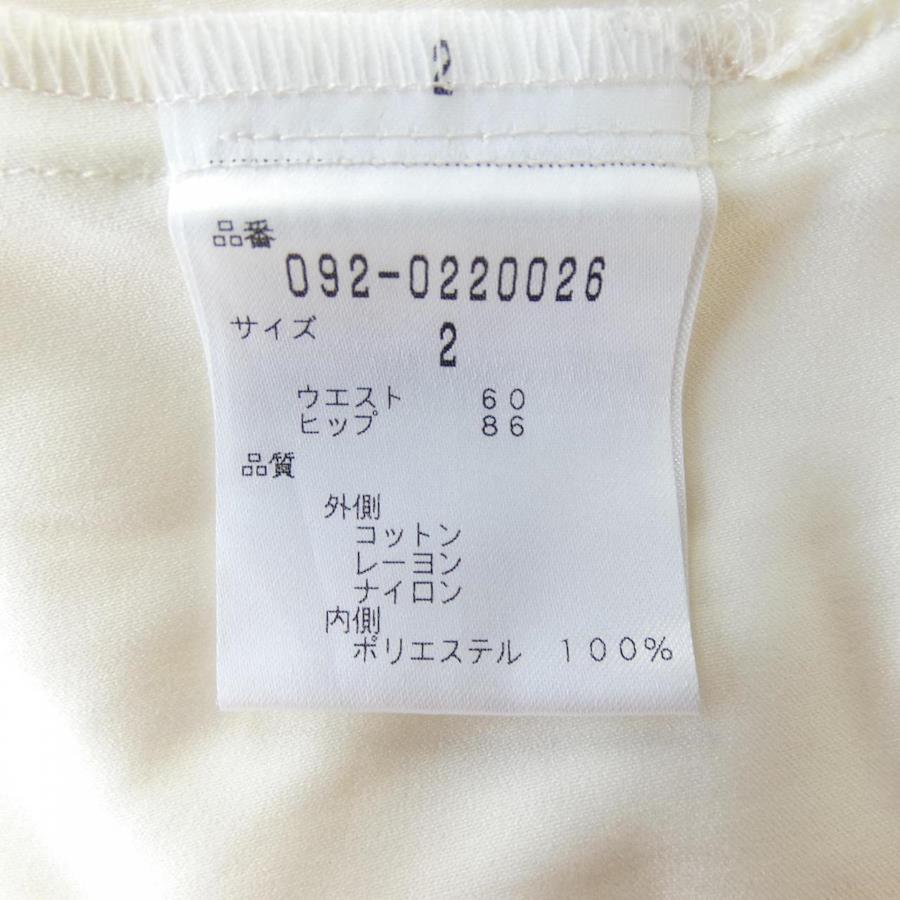 2
品番
092-0220026
サイズ
2
ウエスト 60
ヒップ 86
品質
外側
コットン
レーヨン
ナイロン
内側
ポリエステル 100%